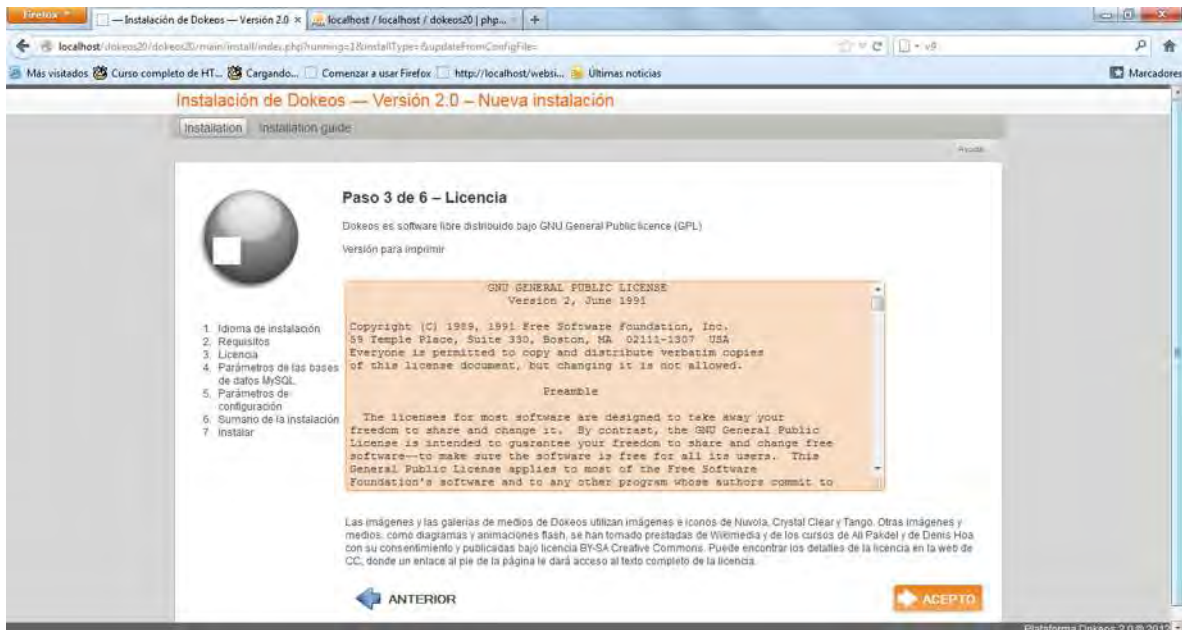 Firefox
— Instalación de Dokeos — Versión 2.0 ×
localhost / localhost / dokeos20 | php... ×
+
localhost/dokeos20/dokeos20/main/install/index.php?running=1&installType=&updateFromConfigFile=
- v9
Más visitados Curso completo de HT... Cargando... Comenzar a usar Firefox http://localhost/websi... Últimas noticias Marcadores
Instalación de Dokeos — Versión 2.0 – Nueva instalación
Installation Installation guide
Ayuda
Paso 3 de 6 – Licencia
Dokeos es software libre distribuido bajo GNU General Public licence (GPL)
Versión para imprimir
1. Idioma de instalación
2. Requisitos
3. Licencia
4. Parámetros de las bases
de datos MySQL
5. Parámetros de
configuración
6. Sumario de la instalación
7. Instalar
GNU GENERAL PUBLIC LICENSE
Version 2, June 1991
Copyright (C) 1989, 1991 Free Software Foundation, Inc.
59 Temple Place, Suite 330, Boston, MA 02111-1307 USA
Everyone is permitted to copy and distribute verbatim copies
of this license document, but changing it is not allowed.
Preamble
The licenses for most software are designed to take away your
freedom to share and change it. By contrast, the GNU General Public
License is intended to guarantee your freedom to share and change free
software--to make sure the software is free for all its users. This
General Public License applies to most of the Free Software
Foundation's software and to any other program whose authors commit to
Las imágenes y las galerías de medios de Dokeos utilizan imágenes e iconos de Nuvola, Crystal Clear y Tango. Otras imágenes y
medios, como diagramas y animaciones flash, se han tomado prestadas de Wikimedia y de los cursos de Ali Pakdel y de Denis Hoa
con su consentimiento y publicadas bajo licencia BY-SA Creative Commons. Puede encontrar los detalles de la licencia en la web de
CC, donde un enlace al pie de la página le dará acceso al texto completo de la licencia.
ANTERIOR
ACEPTO
Plataforma Dokeos 2.0 © 2012